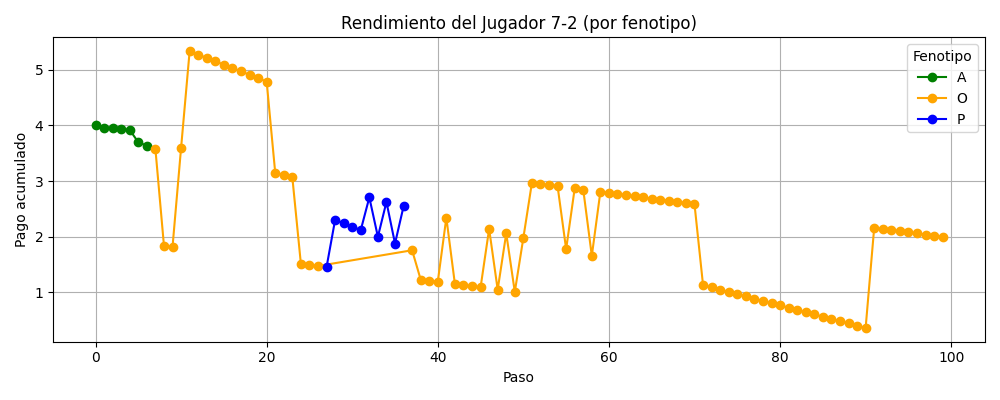 Rendimiento del Jugador 7-2 (por fenotipo)
Pago acumulado
5
4
3
2
1
0
20
40
60
80
100
Paso
Fenotipo
A
O
P